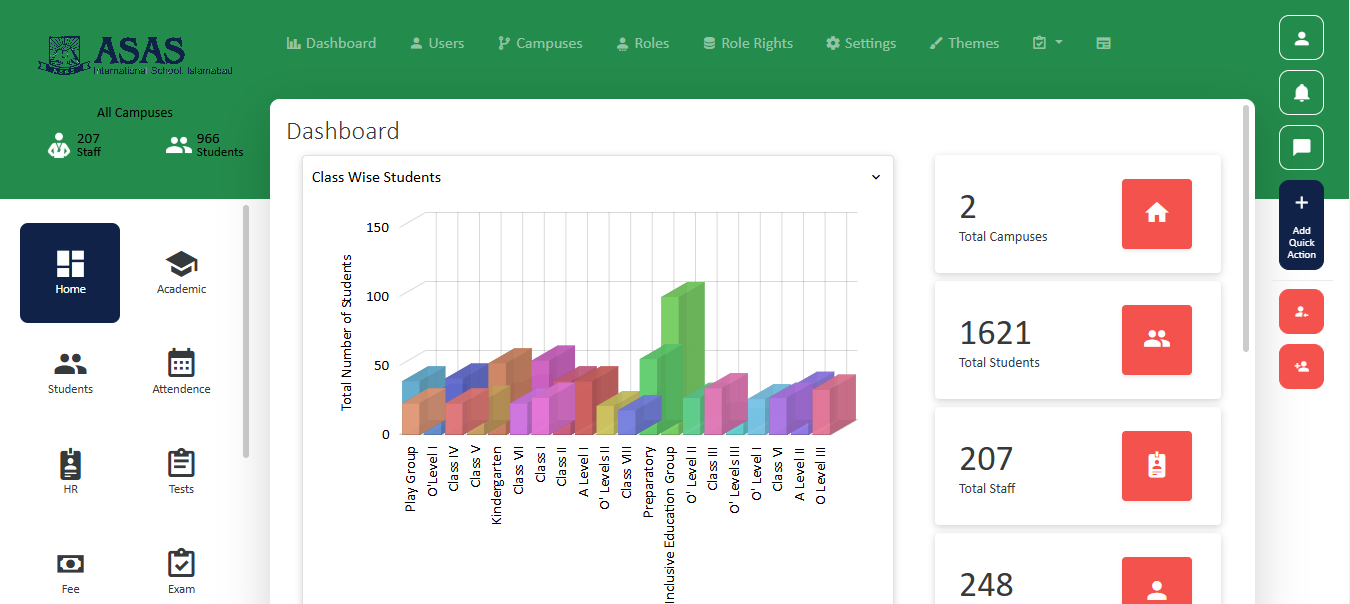 ASAS
International School, Islamabad
ASAS
Dashboard
Users
Campuses
Roles
Role Rights
Settings
Themes
All Campuses
207
Staff
966
Students
Home
Academic
Students
Attendence
HR
Tests
Fee
Exam
Dashboard
Class Wise Students
Total Number of Students
150
100
50
0
Play Group
O'Level I
Class IV
Class V
Kindergarten
Class VII
Class I
Class II
A Level I
O' Levels II
Class VIII
Preparatory
Inclusive Education Group
O' Level II
Class III
O' Levels III
O' Level I
Class VI
A Level II
O Level III
2
Total Campuses
1621
Total Students
207
Total Staff
248
Add
Quick
Action